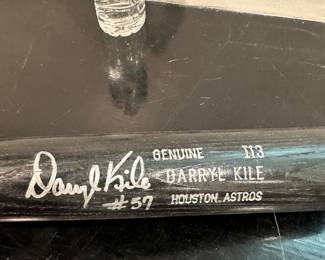 GENUINE I13
Darryl Kile DARRYL KILE
#57 HOUSTON ASTROS